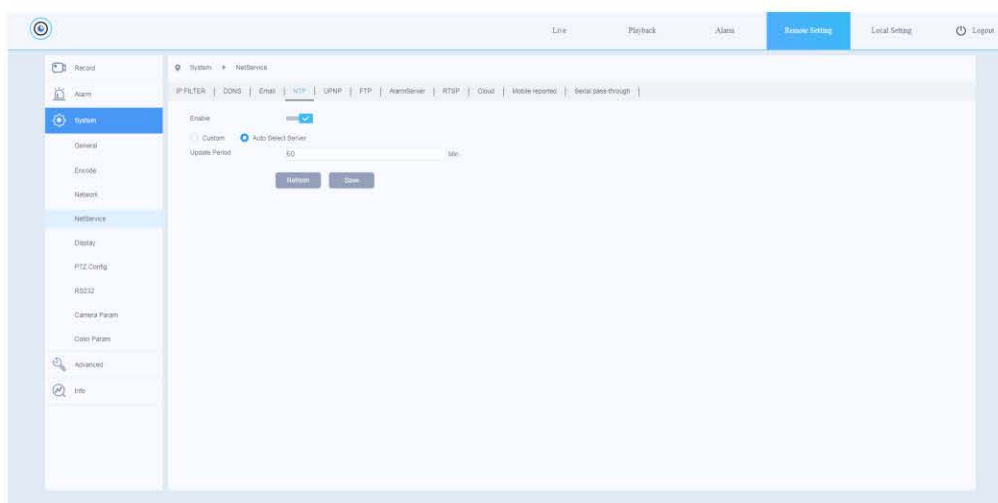 Live Playback Alarm Remote Setting Local Setting Logout
Record
System NetService
Alarm
IP FILTER | DDNS | Email | NTP | UPNP | FTP | AlarmServer | RTSP | Cloud | Mobile reported | Serial pass-through |
System
Enable
Custom Auto Select Server
General
Update Period 60 Min
Encode
Refresh Save
Network
NetService
Display
PTZ Config
RS232
Camera Param
Color Param
Advanced
Info